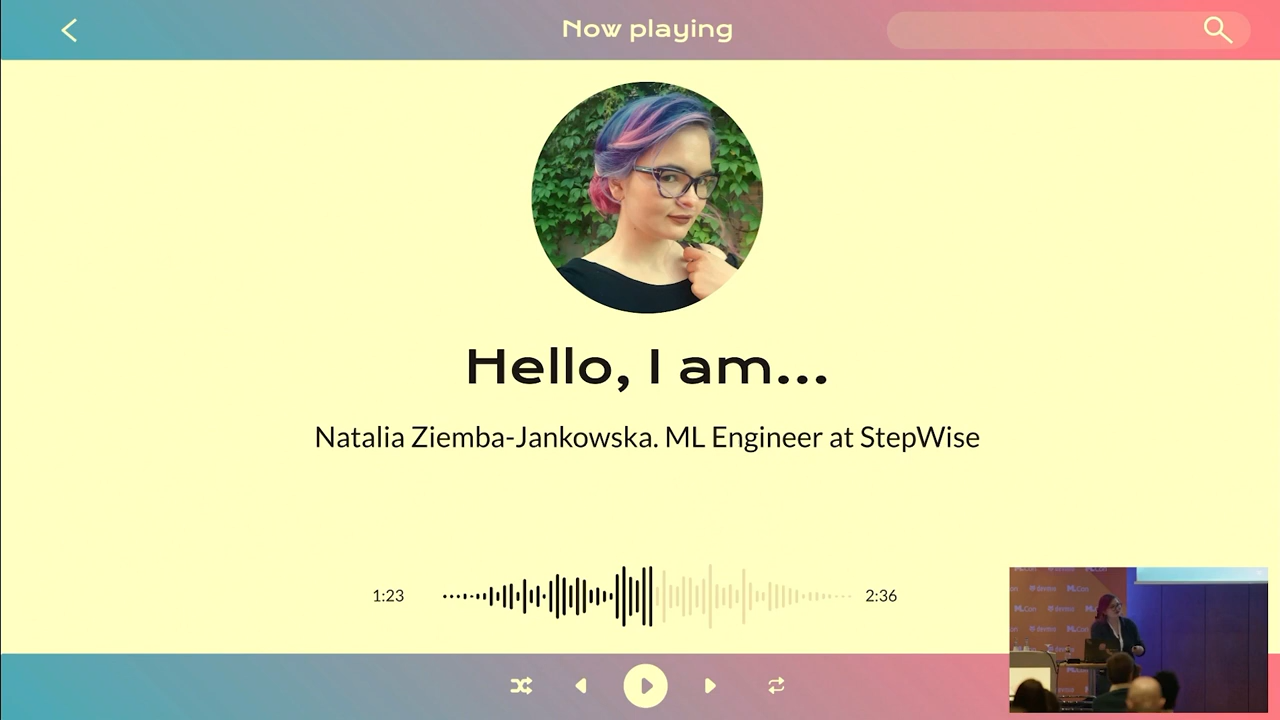 Now playing
Hello, I am...
Natalia Ziemba-Jankowska. ML Engineer at StepWise
1:23
2:36